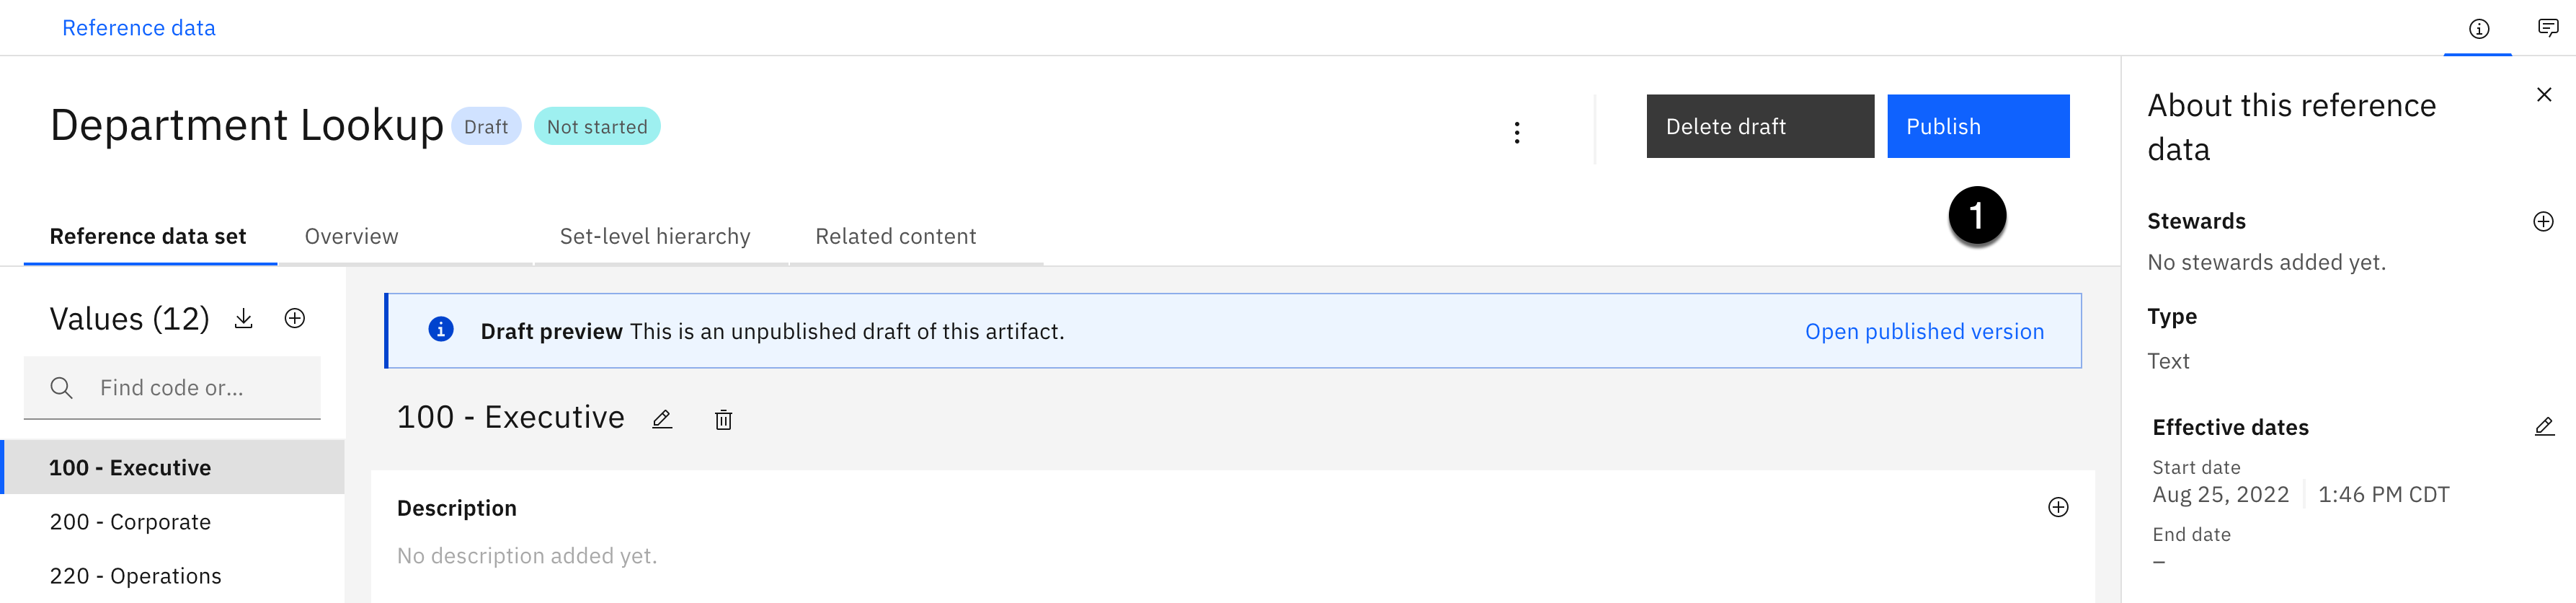 Reference data
Department Lookup Draft Not started
Delete draft
Publish
1
Reference data set
Overview
Set-level hierarchy
Related content
Values (12)
Find code or...
100 - Executive
200 - Corporate
220 - Operations
Draft preview This is an unpublished draft of this artifact.
Open published version
100 - Executive
Description
No description added yet.
About this reference
data
Stewards
No stewards added yet.
Type
Text
Effective dates
Start date
Aug 25, 2022 1:46 PM CDT
End date
–